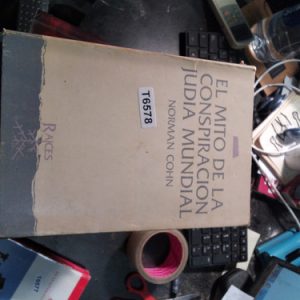 EL MITO DE LA
CONSPIRACION
JUDIA MUNDIAL
NORMAN COHN
T6578
RAICES